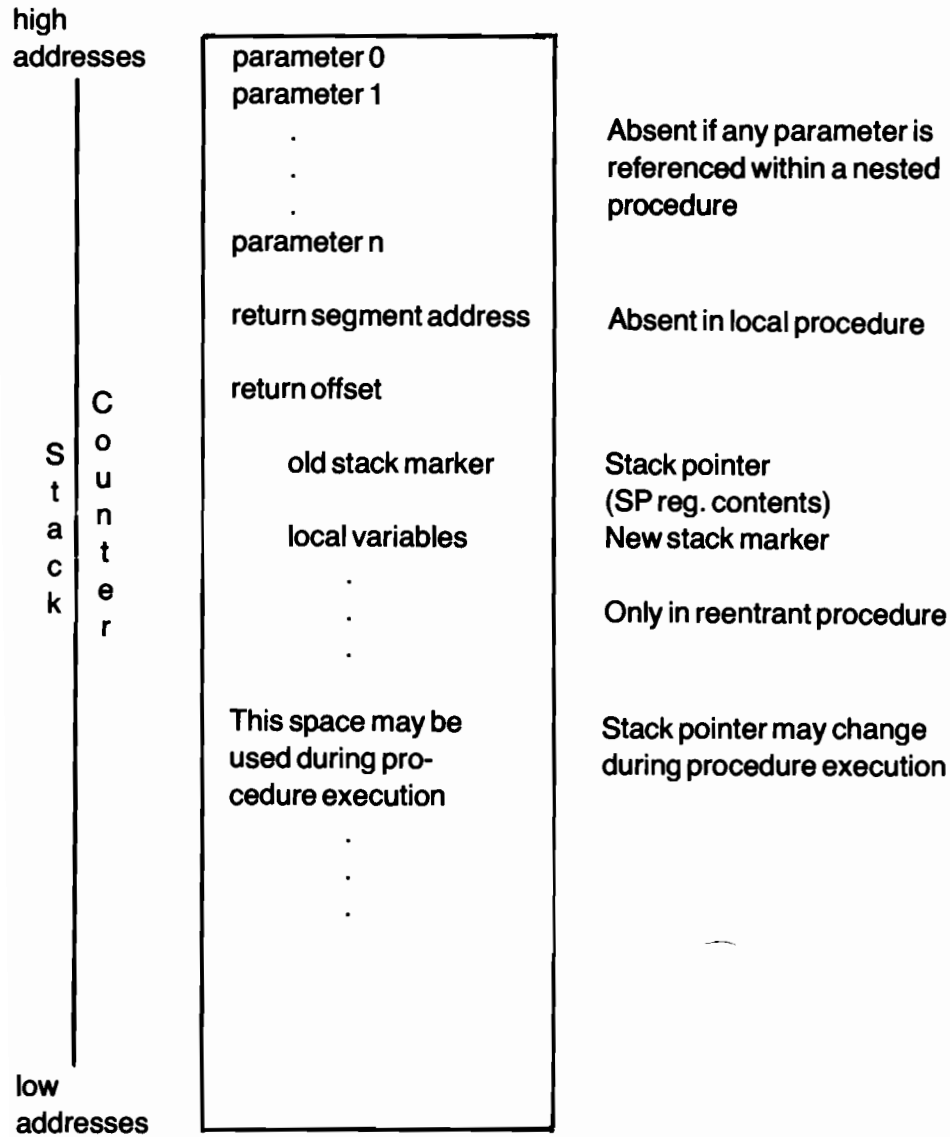 high
addresses
parameter 0
parameter 1
.
.
.
Absent if any parameter is
referenced within a nested
procedure
parameter n
return segment address
Absent in local procedure
return offset
Stack
Counter
old stack marker
Stack pointer
(SP reg. contents)
local variables
New stack marker
.
.
.
Only in reentrant procedure
This space may be
used during pro-
cedure execution
Stack pointer may change
during procedure execution
.
.
.
low
addresses